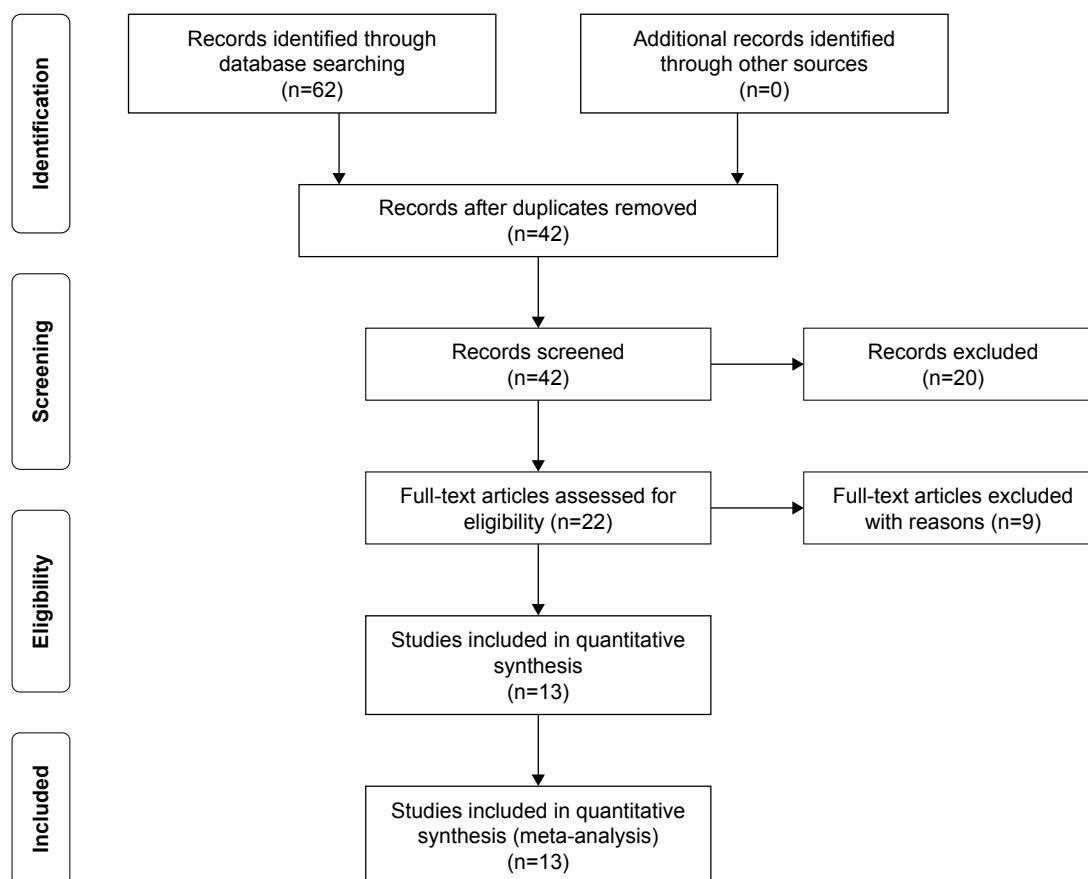 Identification
Records identified through
database searching
(n=62)
Additional records identified
through other sources
(n=0)
Records after duplicates removed
(n=42)
Screening
Records screened
(n=42)
Records excluded
(n=20)
Eligibility
Full-text articles assessed for
eligibility (n=22)
Full-text articles excluded
with reasons (n=9)
Studies included in quantitative
synthesis
(n=13)
Included
Studies included in quantitative
synthesis (meta-analysis)
(n=13)